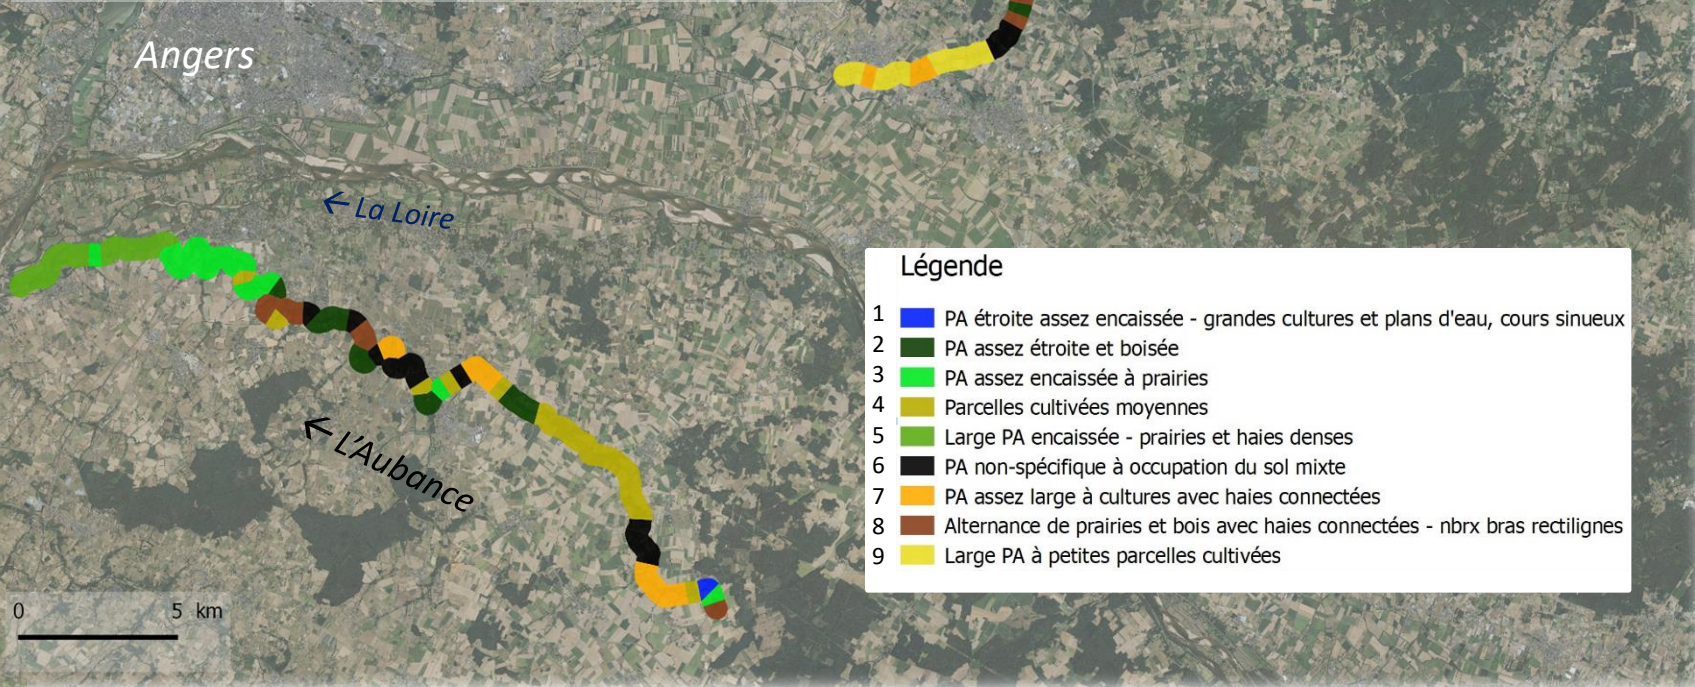 Angers
← La Loire
← L'Aubance
0 5 km
Légende
1 PA étroite assez encaissée - grandes cultures et plans d'eau, cours sinueux
2 PA assez étroite et boisée
3 PA assez encaissée à prairies
4 Parcelles cultivées moyennes
5 Large PA encaissée - prairies et haies denses
6 PA non-spécifique à occupation du sol mixte
7 PA assez large à cultures avec haies connectées
8 Alternance de prairies et bois avec haies connectées - nbrx bras rectilignes
9 Large PA à petites parcelles cultivées